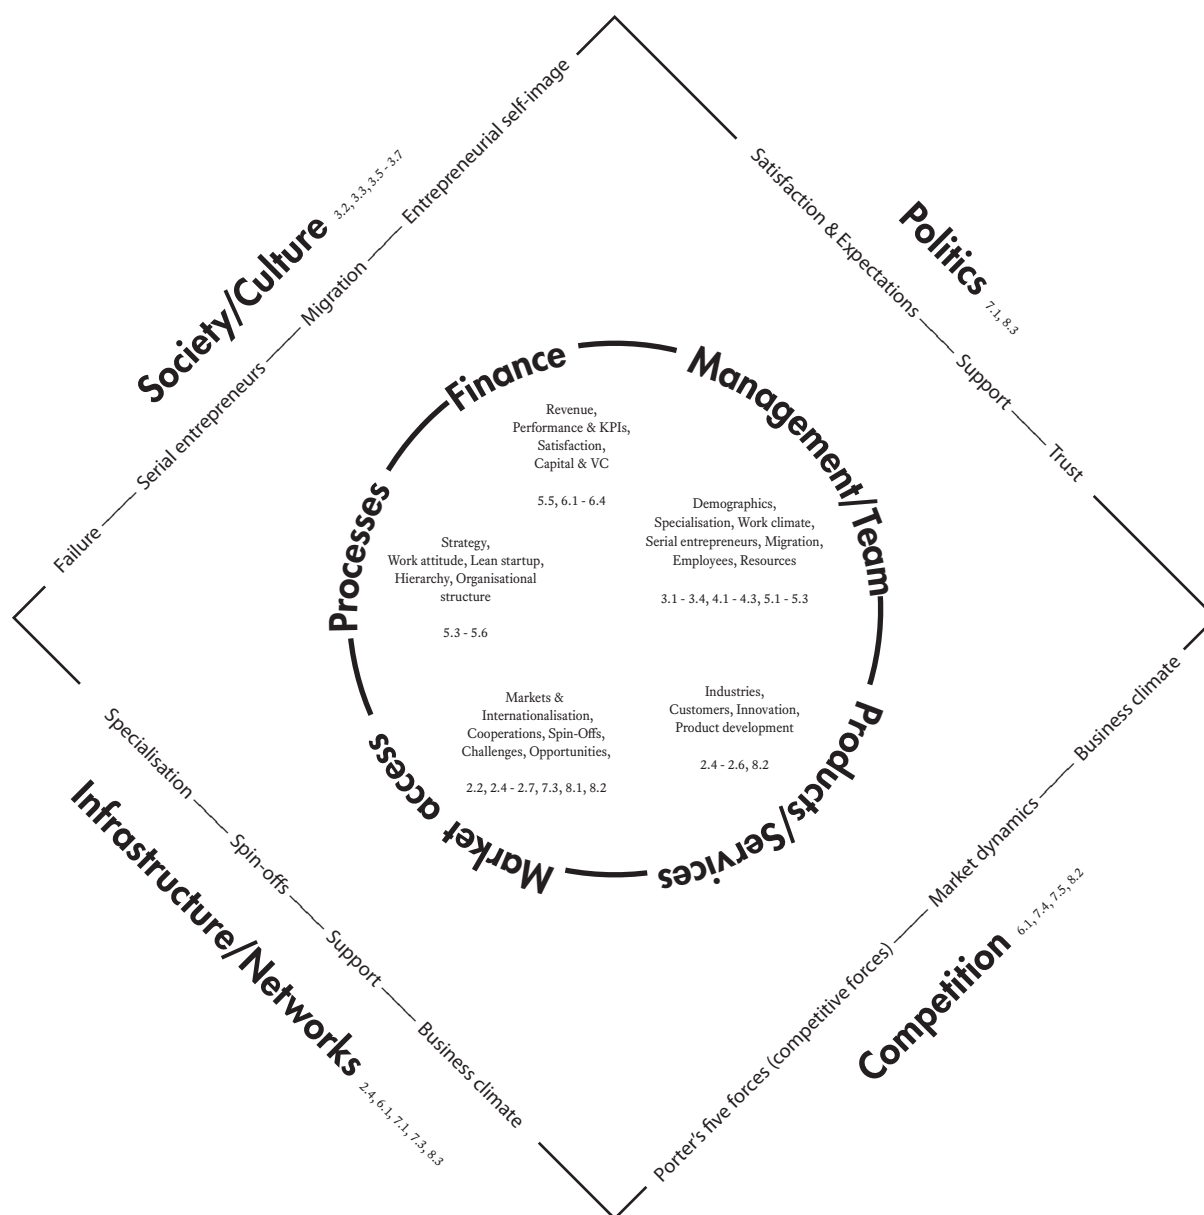 Society/Culture 3.2, 3.3, 3.5 - 3.7
Failure — Serial entrepreneurs — Migration — Entrepreneurial self-image
Politics 7.1, 8.3
Satisfaction & Expectations — Support — Trust
Finance
Revenue,
Performance & KPIs,
Satisfaction,
Capital & VC
5.5, 6.1 - 6.4
Management/Team
Demographics,
Specialisation, Work climate,
Serial entrepreneurs, Migration,
Employees, Resources
3.1 - 3.4, 4.1 - 4.3, 5.1 - 5.3
Processes
Strategy,
Work attitude, Lean startup,
Hierarchy, Organisational
structure
5.3 - 5.6
Market access
Markets &
Internationalisation,
Cooperations, Spin-Offs,
Challenges, Opportunities,
2.2, 2.4 - 2.7, 7.3, 8.1, 8.2
Products/Services
Industries,
Customers, Innovation,
Product development
2.4 - 2.6, 8.2
Infrastructure/Networks 2.4, 6.1, 7.1, 7.3, 8.3
Specialisation — Spin-offs — Support — Business climate
Competition 6.1, 7.4, 7.5, 8.2
Porter's five forces (competitive forces) — Market dynamics — Business climate